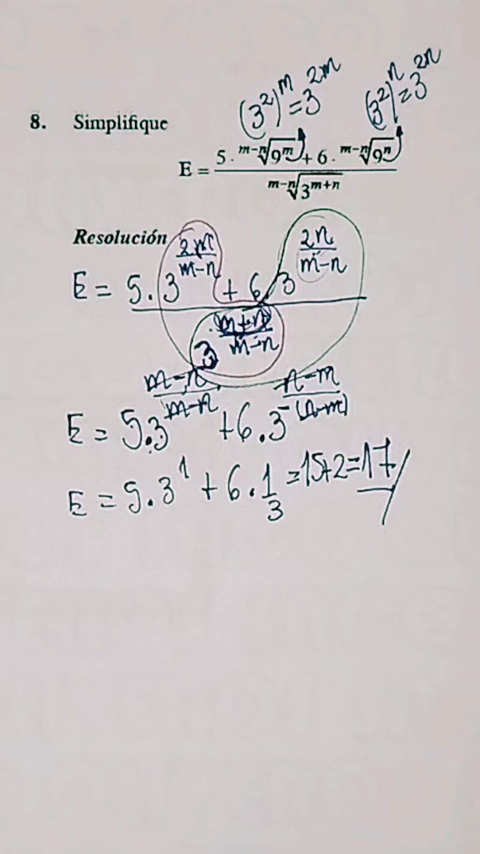 (3²)ᵐ=3²ᵐ (3²)ⁿ=3²ⁿ
8. Simplifique
E = (5 · ᵐ⁻ⁿ√(9ᵐ) + 6 · ᵐ⁻ⁿ√(9ⁿ)) / ᵐ⁻ⁿ√(3ᵐ⁺ⁿ)
Resolución
E = (5.3^(2m/(m-n)) + 6.3^(2n/(m-n))) / 3^((m+n)/(m-n))
E = 5.3^((m-n)/(m-n)) + 6.3^((n-m)/-(n-m))
E = 5.3¹ + 6.1/3 = 15+2=17